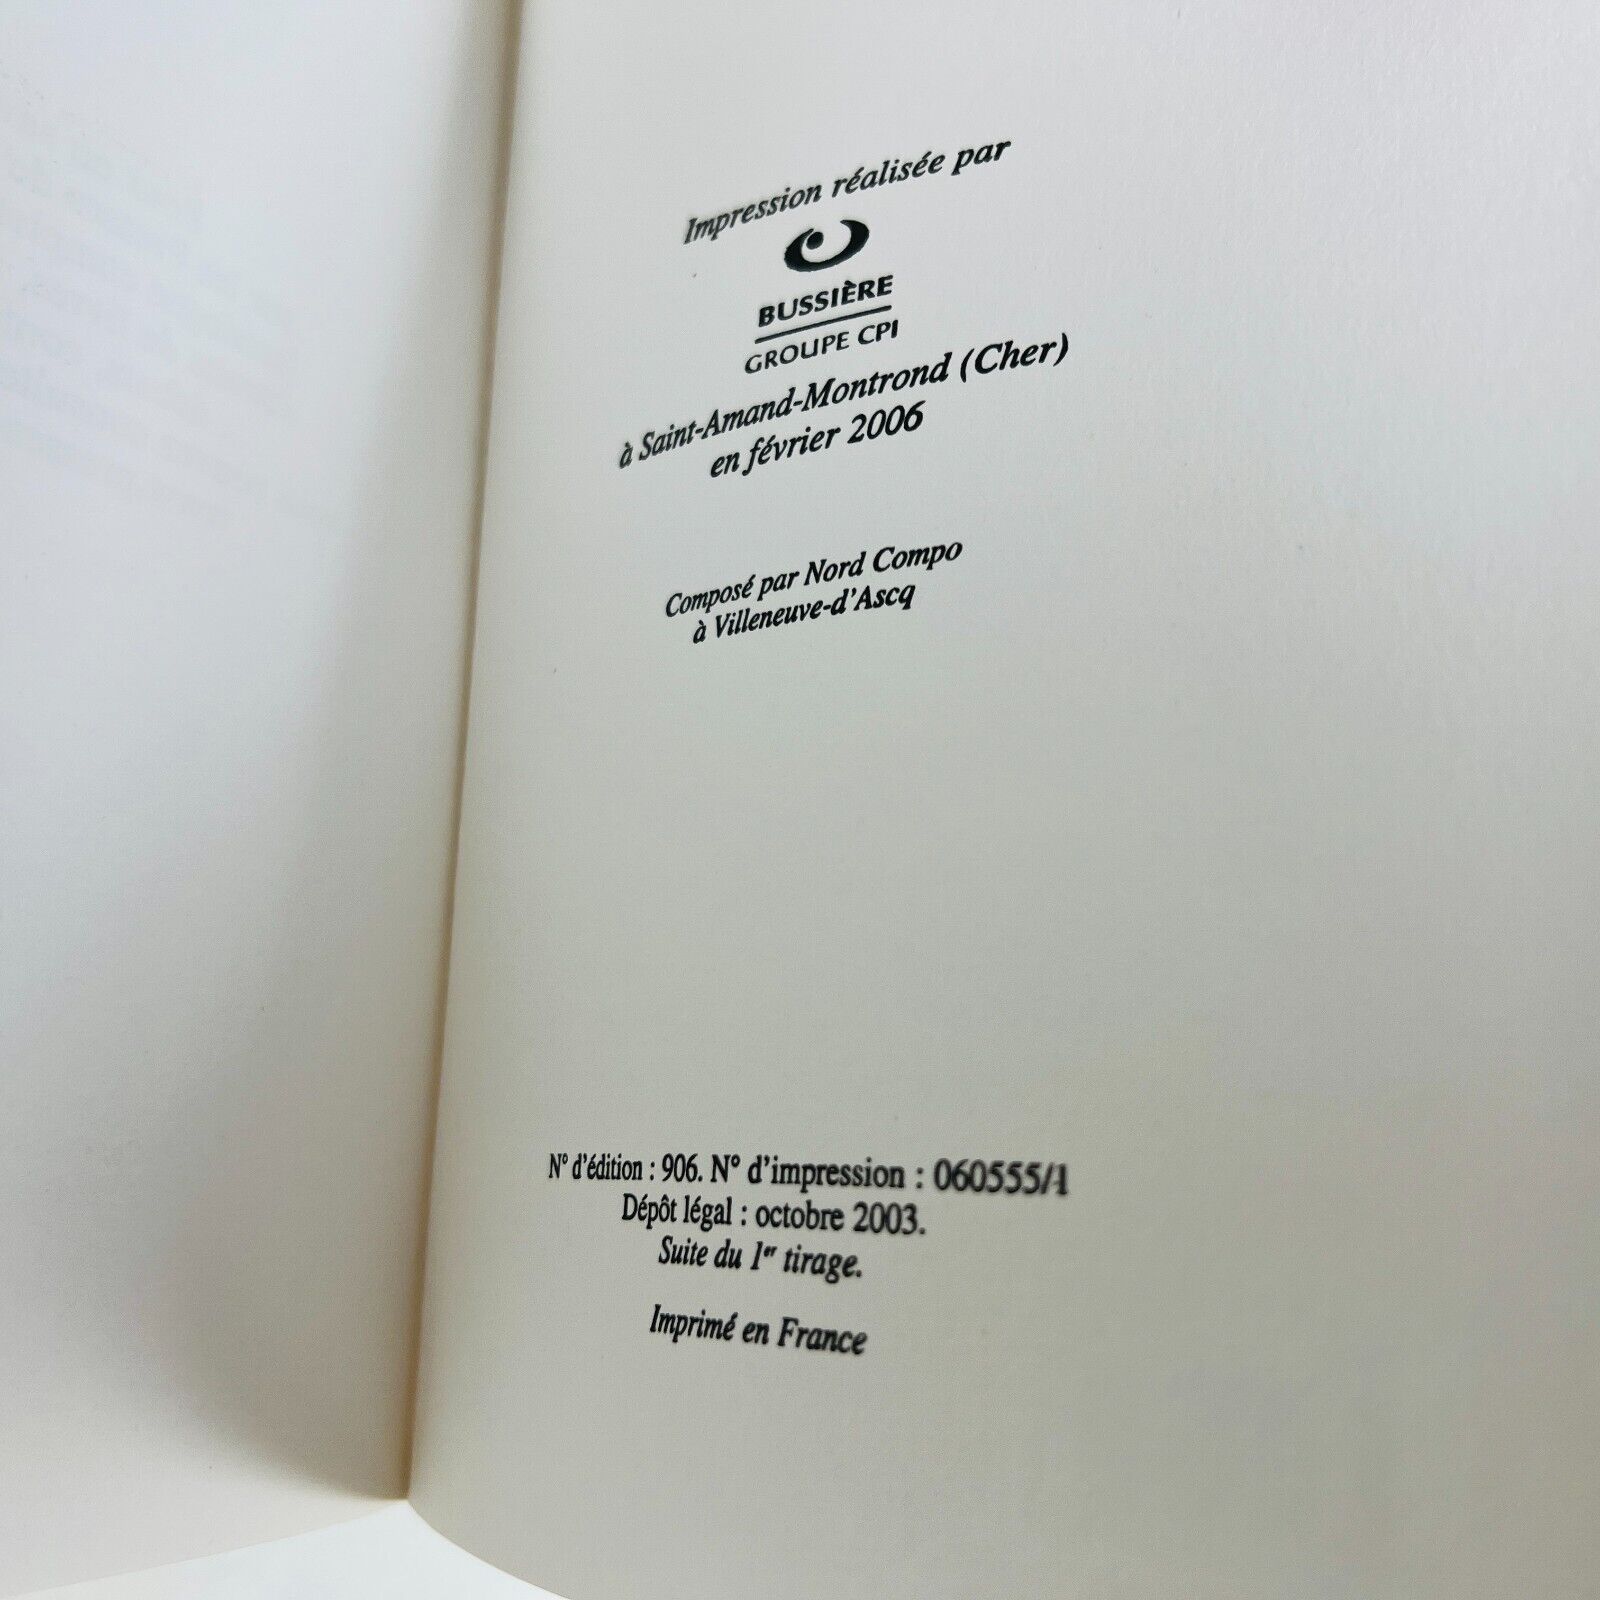 Impression réalisée par
BUSSIÈRE
GROUPE CPI
à Saint-Amand-Montrond (Cher)
en février 2006
Composé par Nord Compo
à Villeneuve-d'Ascq
N° d'édition : 906. N° d'impression : 060555/1
Dépôt légal : octobre 2003.
Suite du 1er tirage.
Imprimé en France